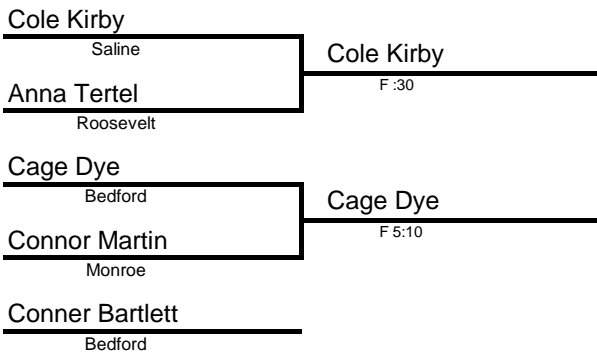 Cole Kirby
Saline
Cole Kirby
F :30
Anna Tertel
Roosevelt
Cage Dye
Bedford
Cage Dye
F 5:10
Connor Martin
Monroe
Conner Bartlett
Bedford